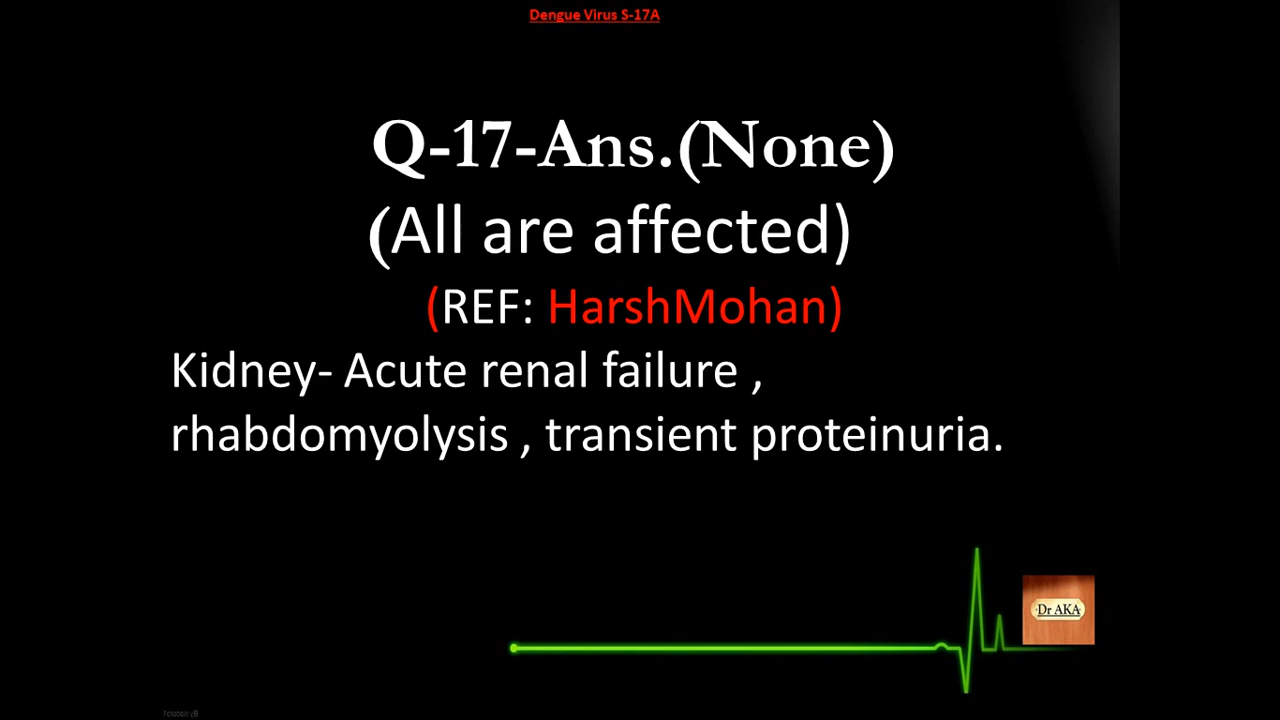 Dengue Virus S-17A
Q-17-Ans.(None)
(All are affected)
(REF: HarshMohan)
Kidney- Acute renal failure ,
rhabdomyolysis , transient proteinuria.
Dr AKA